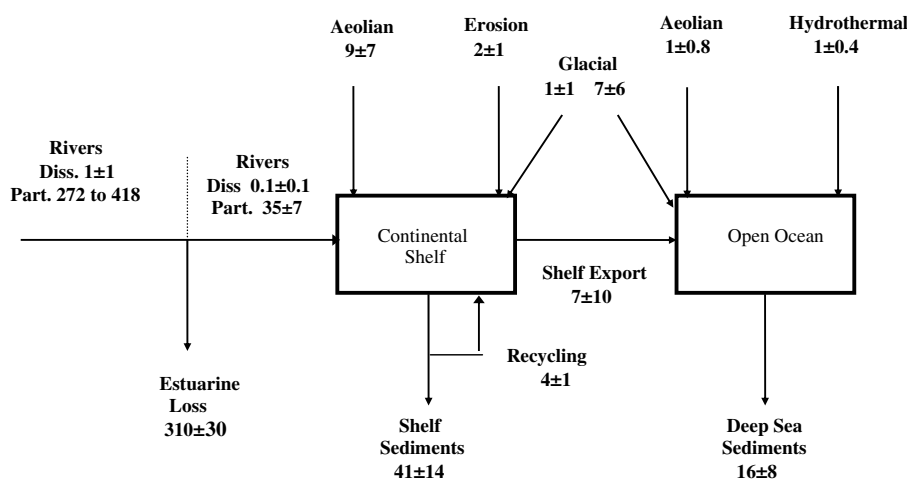 Aeolian
9±7
Erosion
2±1
Glacial
1±1 7±6
Aeolian
1±0.8
Hydrothermal
1±0.4
Rivers
Diss. 1±1
Part. 272 to 418
Rivers
Diss 0.1±0.1
Part. 35±7
Continental
Shelf
Open Ocean
Shelf Export
7±10
Recycling
4±1
Estuarine
Loss
310±30
Shelf
Sediments
41±14
Deep Sea
Sediments
16±8